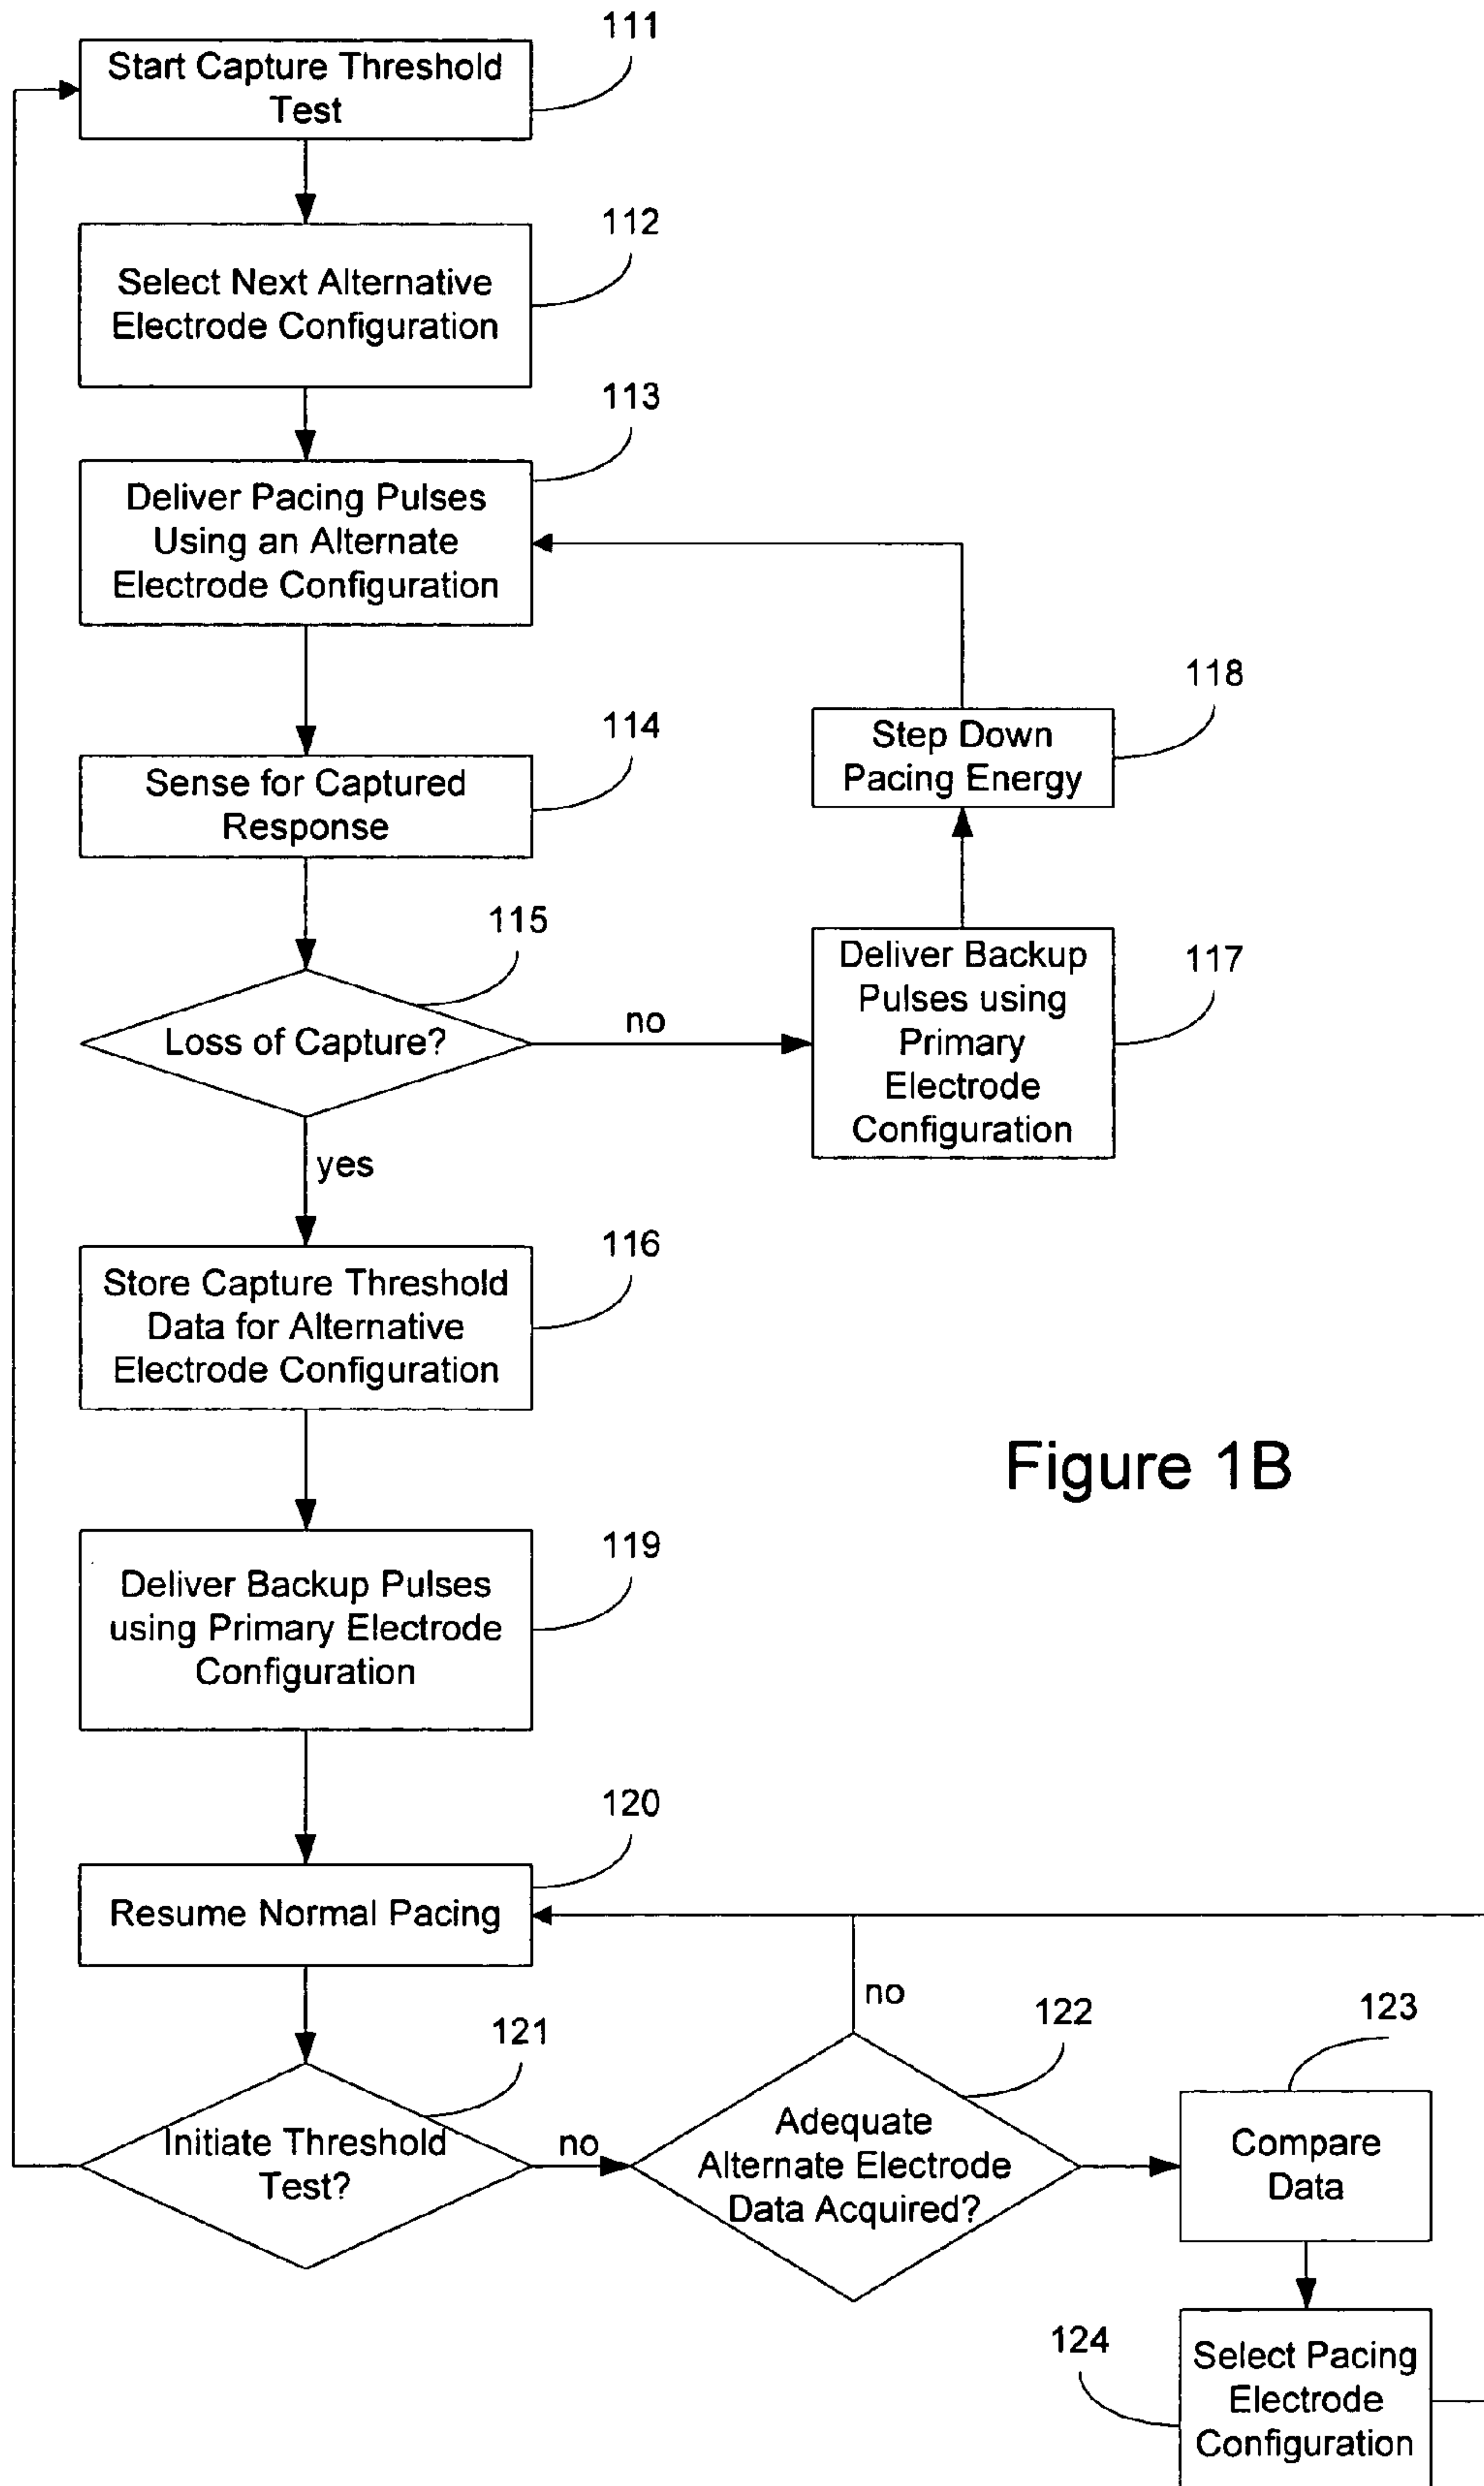 111
Start Capture Threshold
Test
112
Select Next Alternative
Electrode Configuration
113
Deliver Pacing Pulses
Using an Alternate
Electrode Configuration
118
Step Down
Pacing Energy
114
Sense for Captured
Response
115
Loss of Capture?
no
117
Deliver Backup
Pulses using
Primary
Electrode
Configuration
yes
116
Store Capture Threshold
Data for Alternative
Electrode Configuration
Figure 1B
119
Deliver Backup Pulses
using Primary Electrode
Configuration
120
Resume Normal Pacing
121
Initiate Threshold
Test?
no
no
122
Adequate
Alternate Electrode
Data Acquired?
123
Compare
Data
124
Select Pacing
Electrode
Configuration